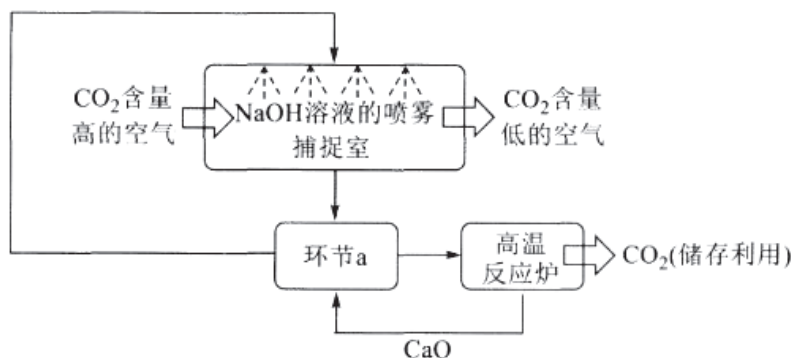 CO₂含量
高的空气
NaOH溶液的喷雾
捕捉室
CO₂含量
低的空气
环节a
高温
反应炉
CO₂(储存利用)
CaO